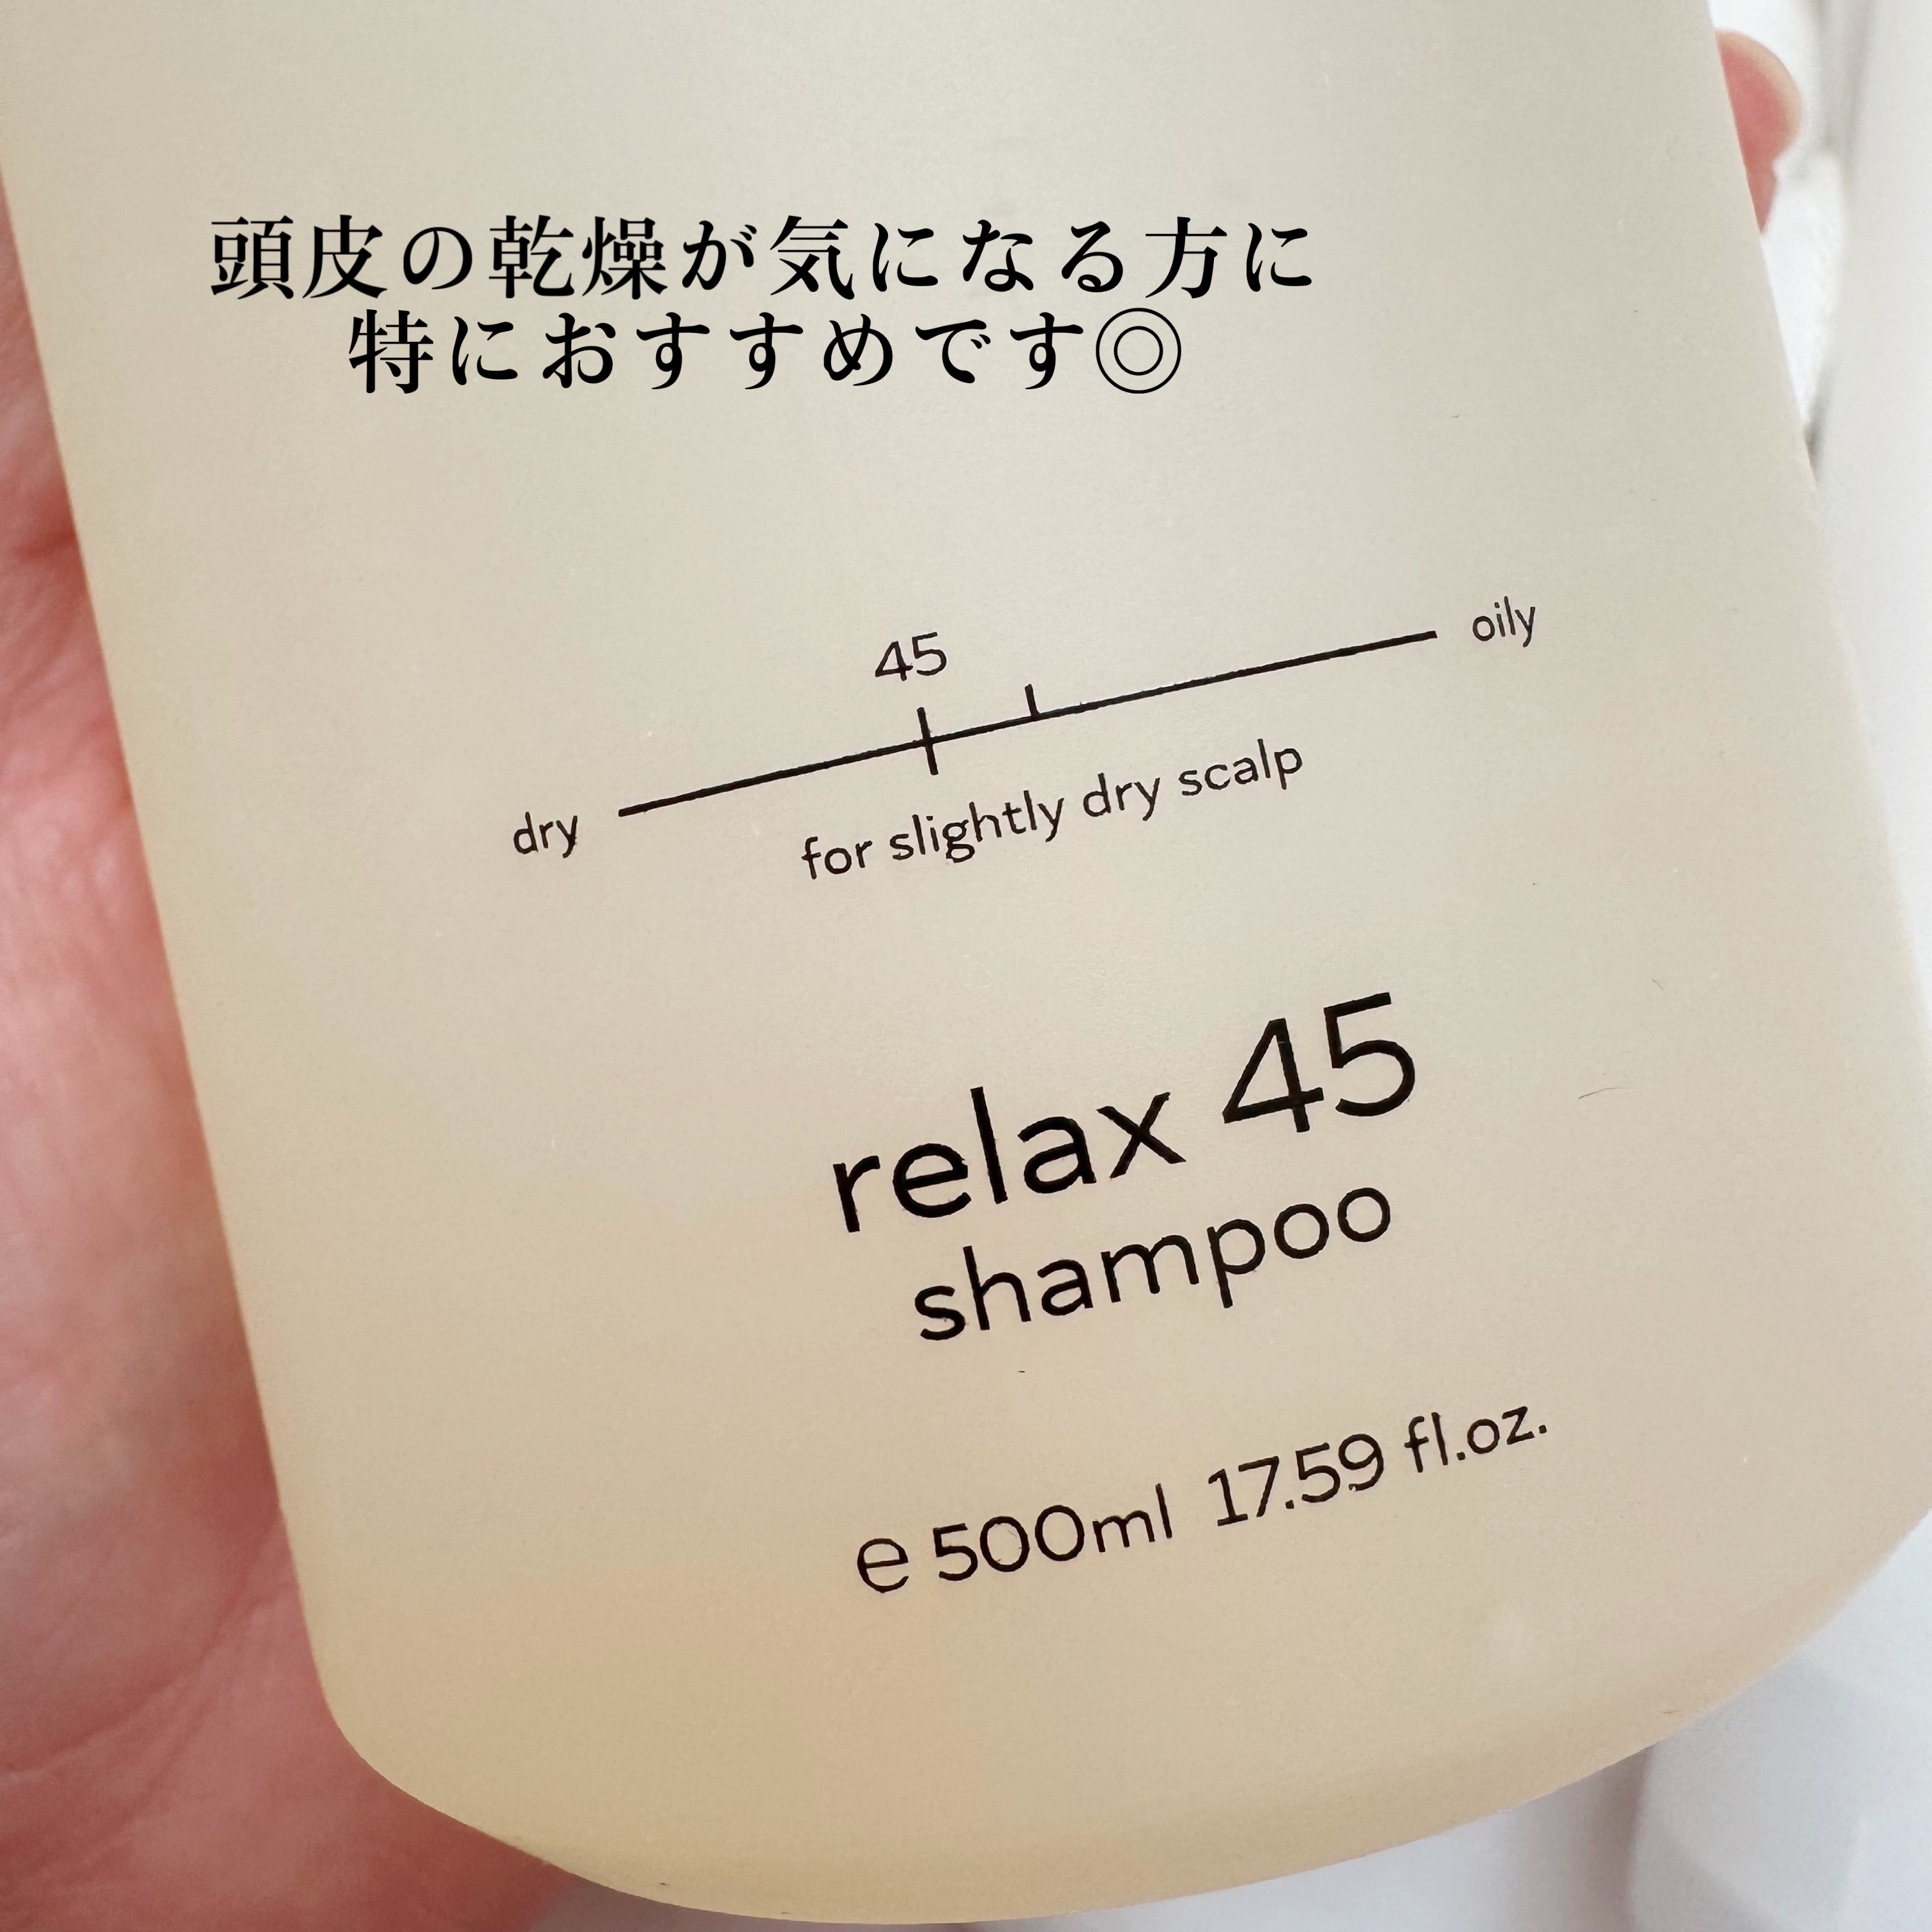 頭皮の乾燥が気になる方に
特におすすめです◎
45
dry
oily
for slightly dry scalp
relax 45
shampoo
e 500ml 17.59 fl.oz.